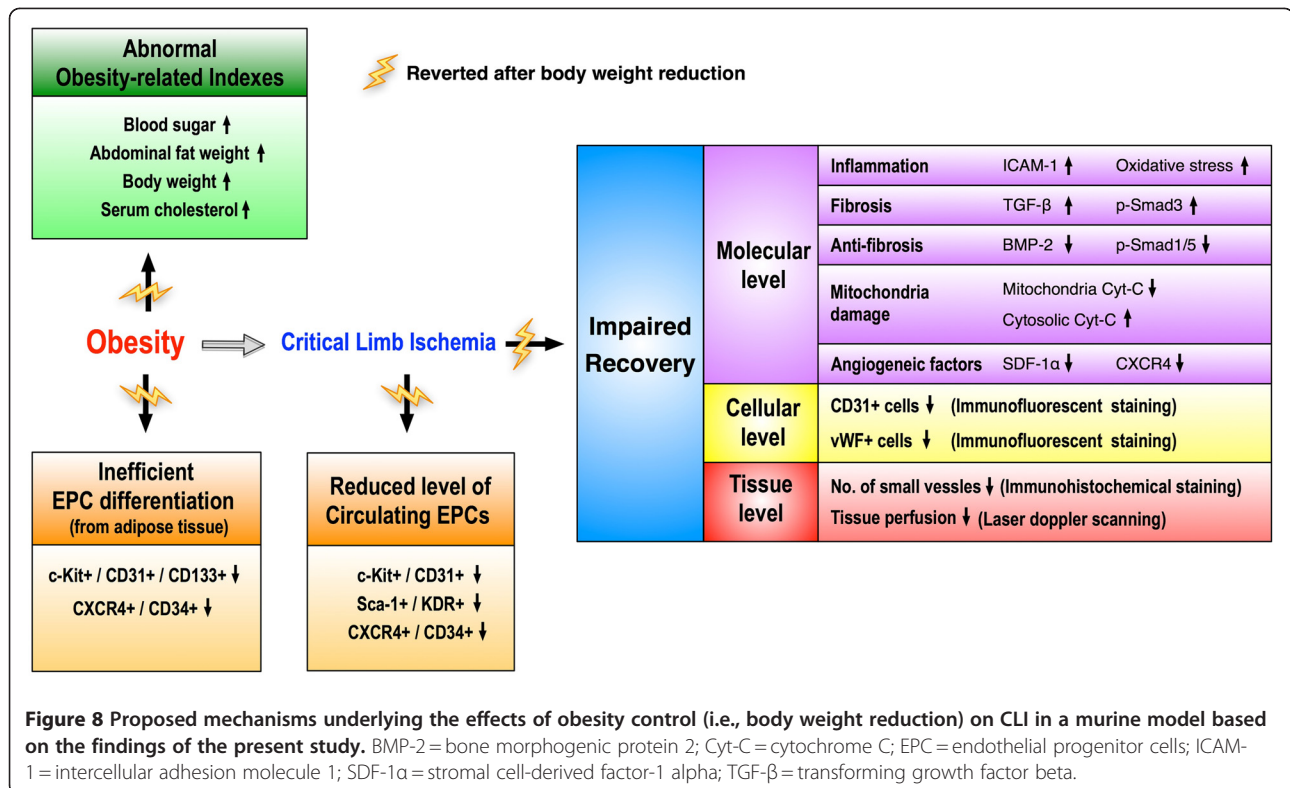 Abnormal
Obesity-related Indexes
Blood sugar ↑
Abdominal fat weight ↑
Body weight ↑
Serum cholesterol ↑
Reverted after body weight reduction
Obesity
Critical Limb Ischemia
Inefficient
EPC differentiation
(from adipose tissue)
c-Kit+ / CD31+ / CD133+ ↓
CXCR4+ / CD34+ ↓
Reduced level of
Circulating EPCs
c-Kit+ / CD31+ ↓
Sca-1+ / KDR+ ↓
CXCR4+ / CD34+ ↓
Impaired
Recovery
Molecular
level
Inflammation ICAM-1 ↑ Oxidative stress ↑
Fibrosis TGF-β ↑ p-Smad3 ↑
Anti-fibrosis BMP-2 ↓ p-Smad1/5 ↓
Mitochondria
damage
Mitochondria Cyt-C ↓
Cytosolic Cyt-C ↑
Angiogeneic factors SDF-1α ↓ CXCR4 ↓
Cellular
level
CD31+ cells ↓ (Immunofluorescent staining)
vWF+ cells ↓ (Immunofluorescent staining)
Tissue
level
No. of small vessles ↓ (Immunohistochemical staining)
Tissue perfusion ↓ (Laser doppler scanning)
Figure 8 Proposed mechanisms underlying the effects of obesity control (i.e., body weight reduction) on CLI in a murine model based
on the findings of the present study. BMP-2 = bone morphogenic protein 2; Cyt-C = cytochrome C; EPC = endothelial progenitor cells; ICAM-
1 = intercellular adhesion molecule 1; SDF-1α = stromal cell-derived factor-1 alpha; TGF-β = transforming growth factor beta.